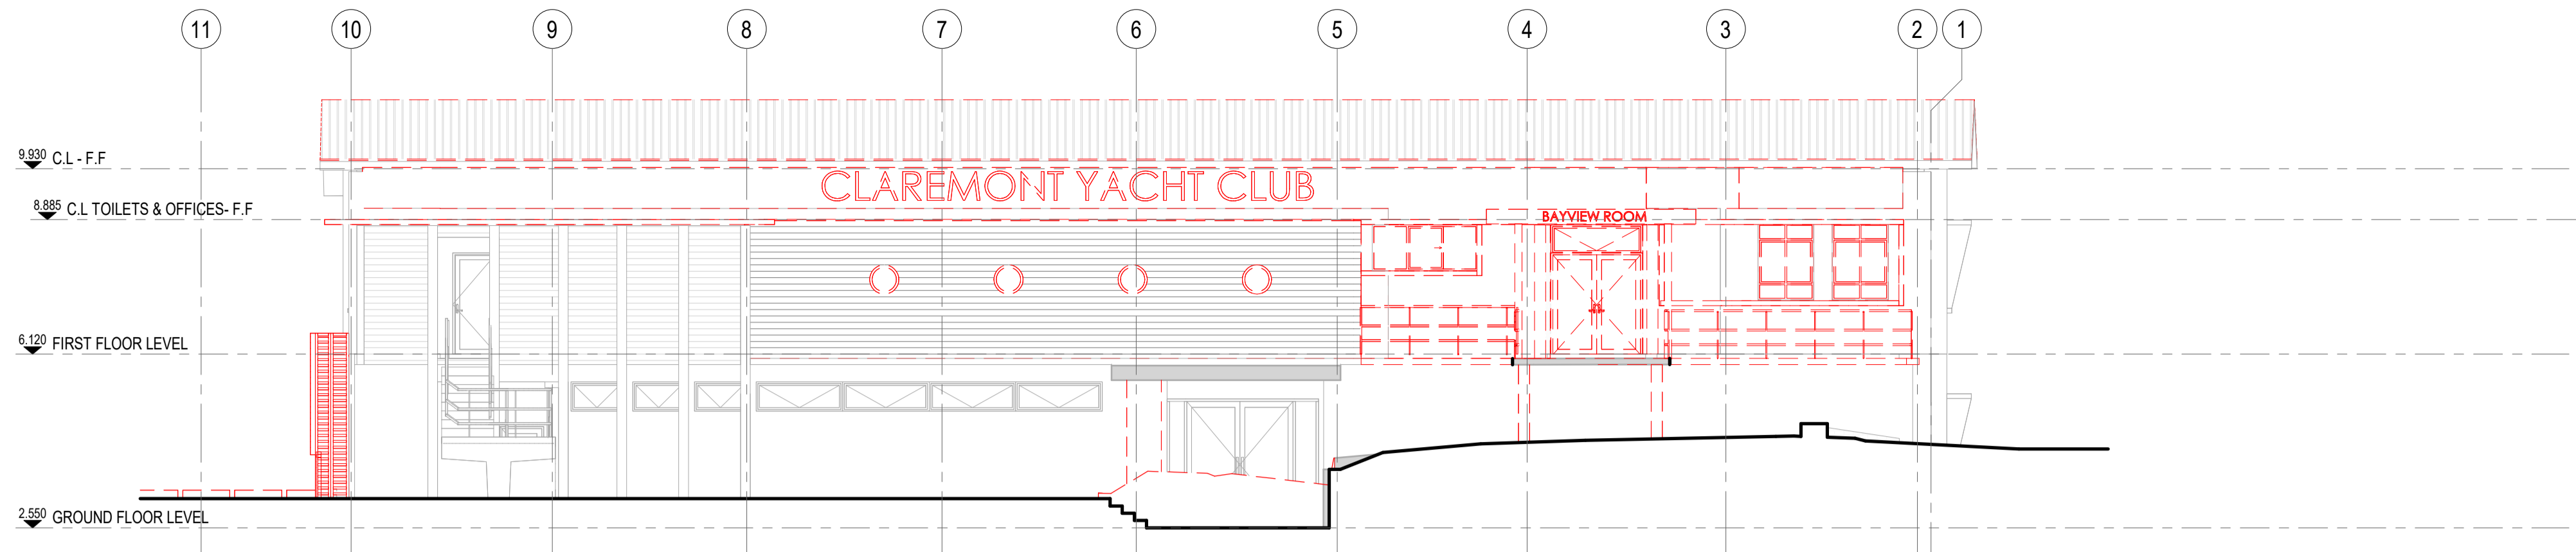 11 10 9 8 7 6 5 4 3 2 1
9.930 C.L - F.F
CLAREMONT YACHT CLUB
8.885 C.L TOILETS & OFFICES- F.F
BAYVIEW ROOM
6.120 FIRST FLOOR LEVEL
2.550 GROUND FLOOR LEVEL